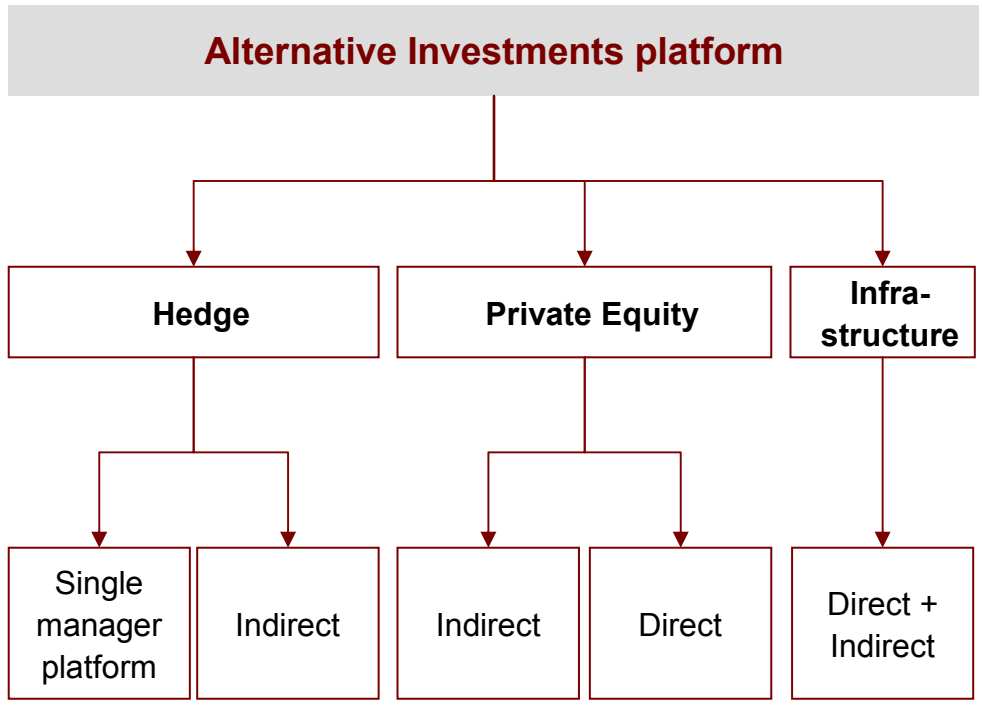 Alternative Investments platform
Hedge
Private Equity
Infra-
structure
Single
manager
platform
Indirect
Indirect
Direct
Direct +
Indirect